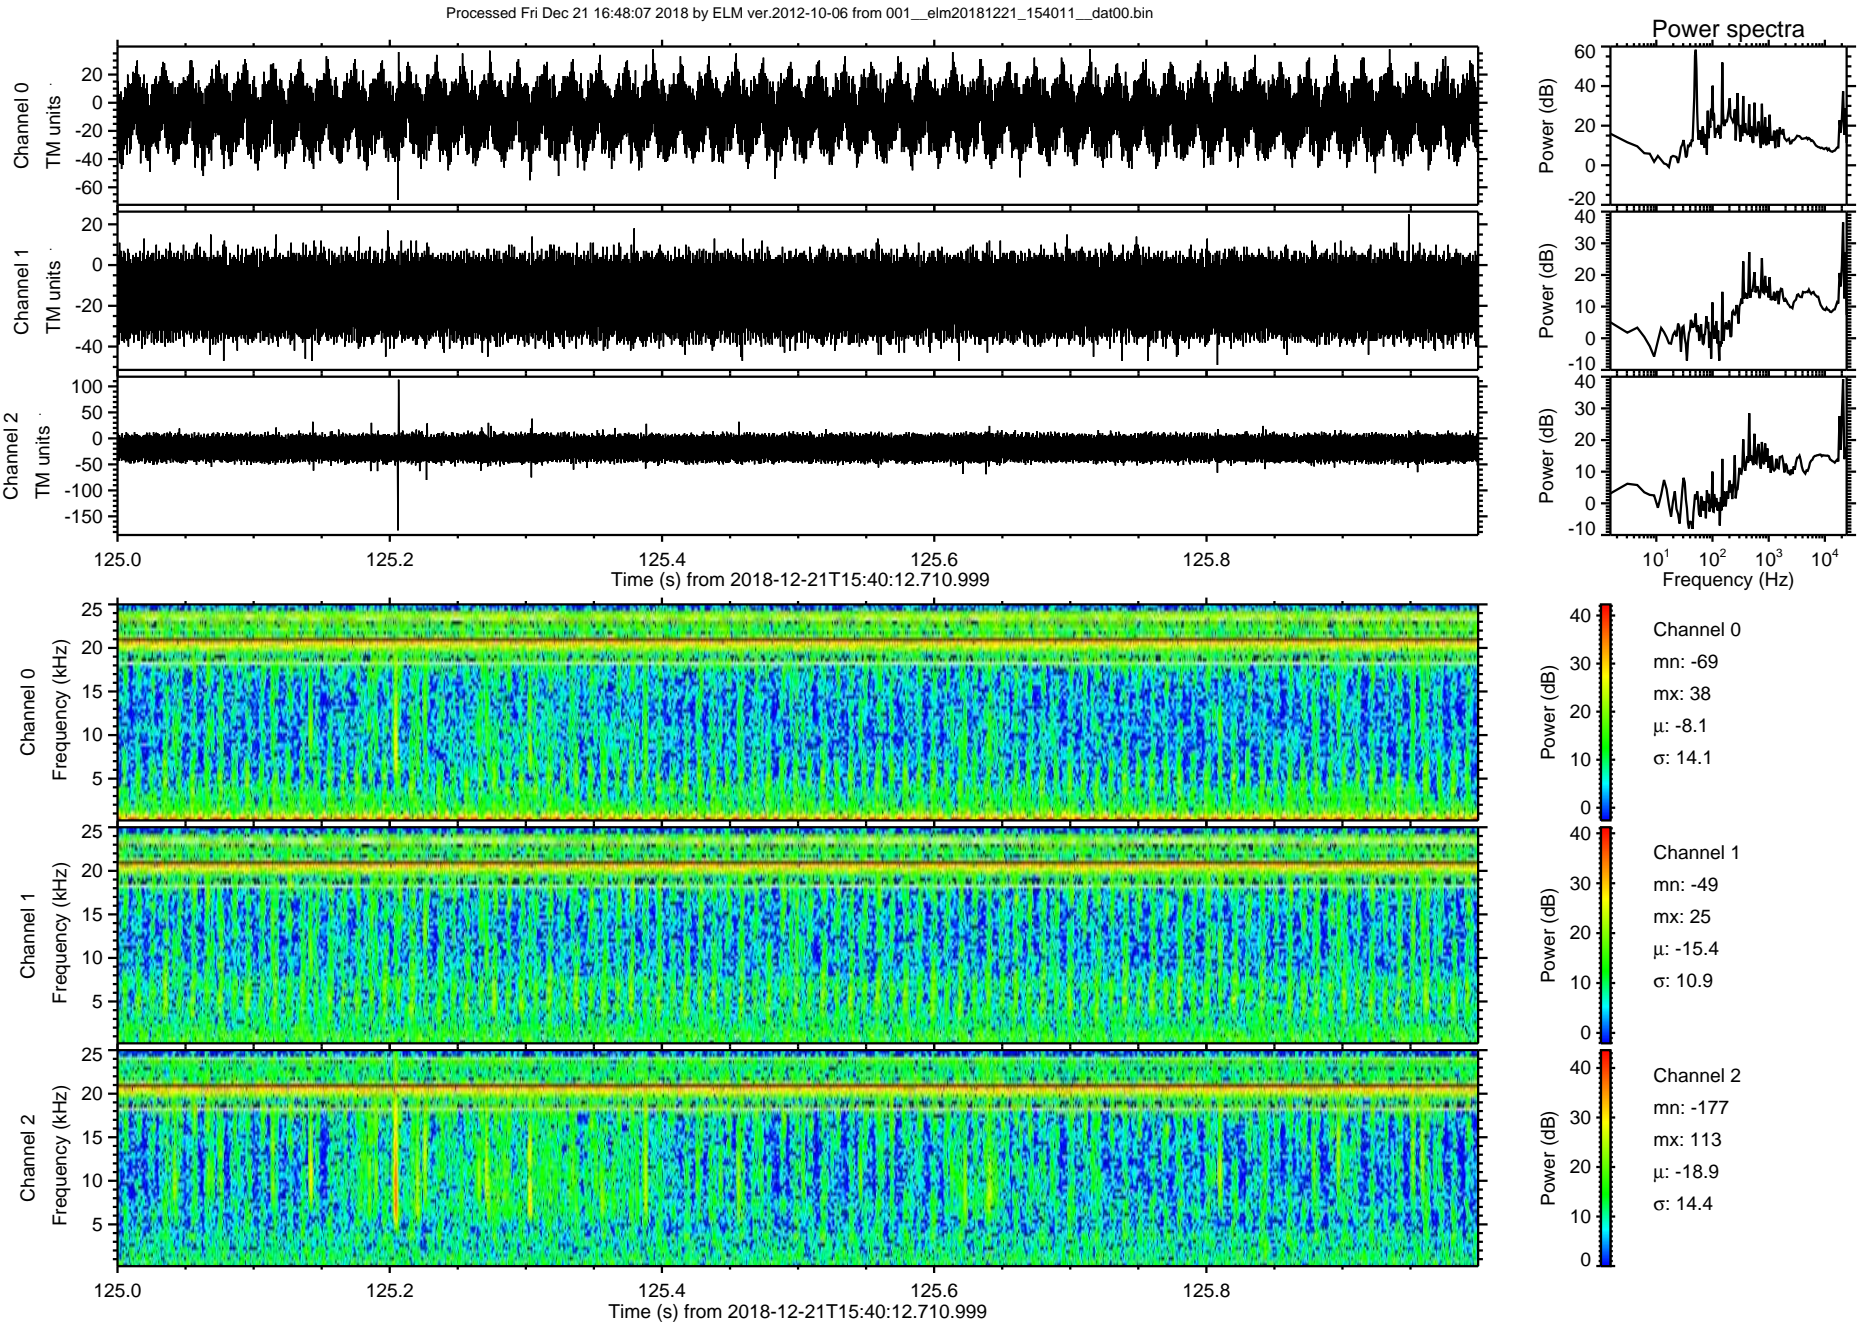 Processed Fri Dec 21 16:48:07 2018 by ELM ver.2012-10-06 from 001__elm20181221_154011__dat00.bin
Power spectra
Channel 0
TM units
20
0
-20
-40
-60
Power (dB)
60
40
20
0
-20
Channel 1
TM units
20
0
-20
-40
Power (dB)
40
30
20
10
0
-10
Channel 2
TM units
100
50
0
-50
-100
-150
Power (dB)
40
30
20
10
0
-10
125.0 125.2 125.4 125.6 125.8
Time (s) from 2018-12-21T15:40:12.710.999
10^1 10^2 10^3 10^4
Frequency (Hz)
Channel 0
Frequency (kHz)
25
20
15
10
5
Power (dB)
40
30
20
10
0
Channel 0
mn: -69
mx: 38
μ: -8.1
σ: 14.1
Channel 1
Frequency (kHz)
25
20
15
10
5
Power (dB)
40
30
20
10
0
Channel 1
mn: -49
mx: 25
μ: -15.4
σ: 10.9
Channel 2
Frequency (kHz)
25
20
15
10
5
Power (dB)
40
30
20
10
0
Channel 2
mn: -177
mx: 113
μ: -18.9
σ: 14.4
125.0 125.2 125.4 125.6 125.8
Time (s) from 2018-12-21T15:40:12.710.999